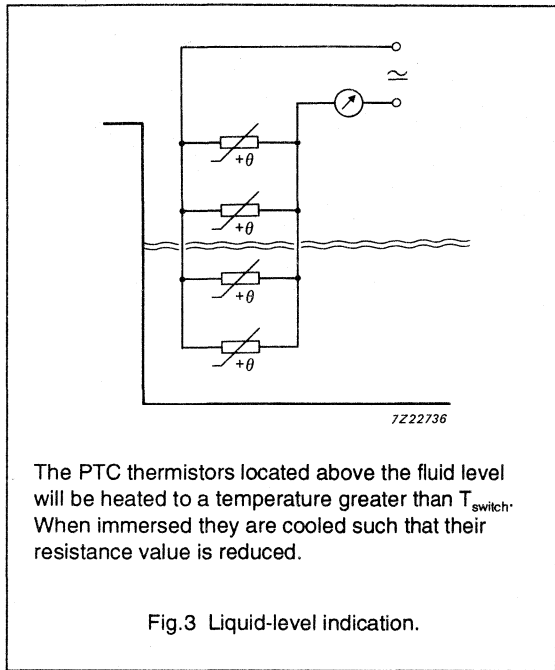 ≃
+θ
+θ
+θ
+θ
7Z22736
The PTC thermistors located above the fluid level
will be heated to a temperature greater than Tswitch.
When immersed they are cooled such that their
resistance value is reduced.
Fig.3 Liquid-level indication.